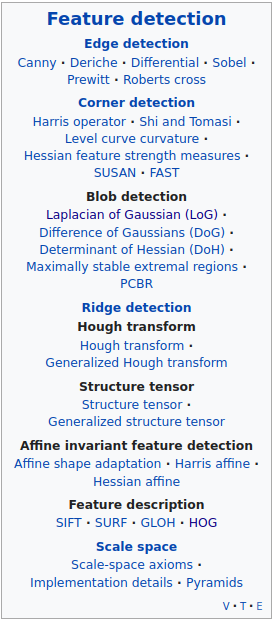 Feature detection
Edge detection
Canny · Deriche · Differential · Sobel ·
Prewitt · Roberts cross
Corner detection
Harris operator · Shi and Tomasi ·
Level curve curvature ·
Hessian feature strength measures ·
SUSAN · FAST
Blob detection
Laplacian of Gaussian (LoG) ·
Difference of Gaussians (DoG) ·
Determinant of Hessian (DoH) ·
Maximally stable extremal regions ·
PCBR
Ridge detection
Hough transform
Hough transform ·
Generalized Hough transform
Structure tensor
Structure tensor ·
Generalized structure tensor
Affine invariant feature detection
Affine shape adaptation · Harris affine ·
Hessian affine
Feature description
SIFT · SURF · GLOH · HOG
Scale space
Scale-space axioms ·
Implementation details · Pyramids
V · T · E